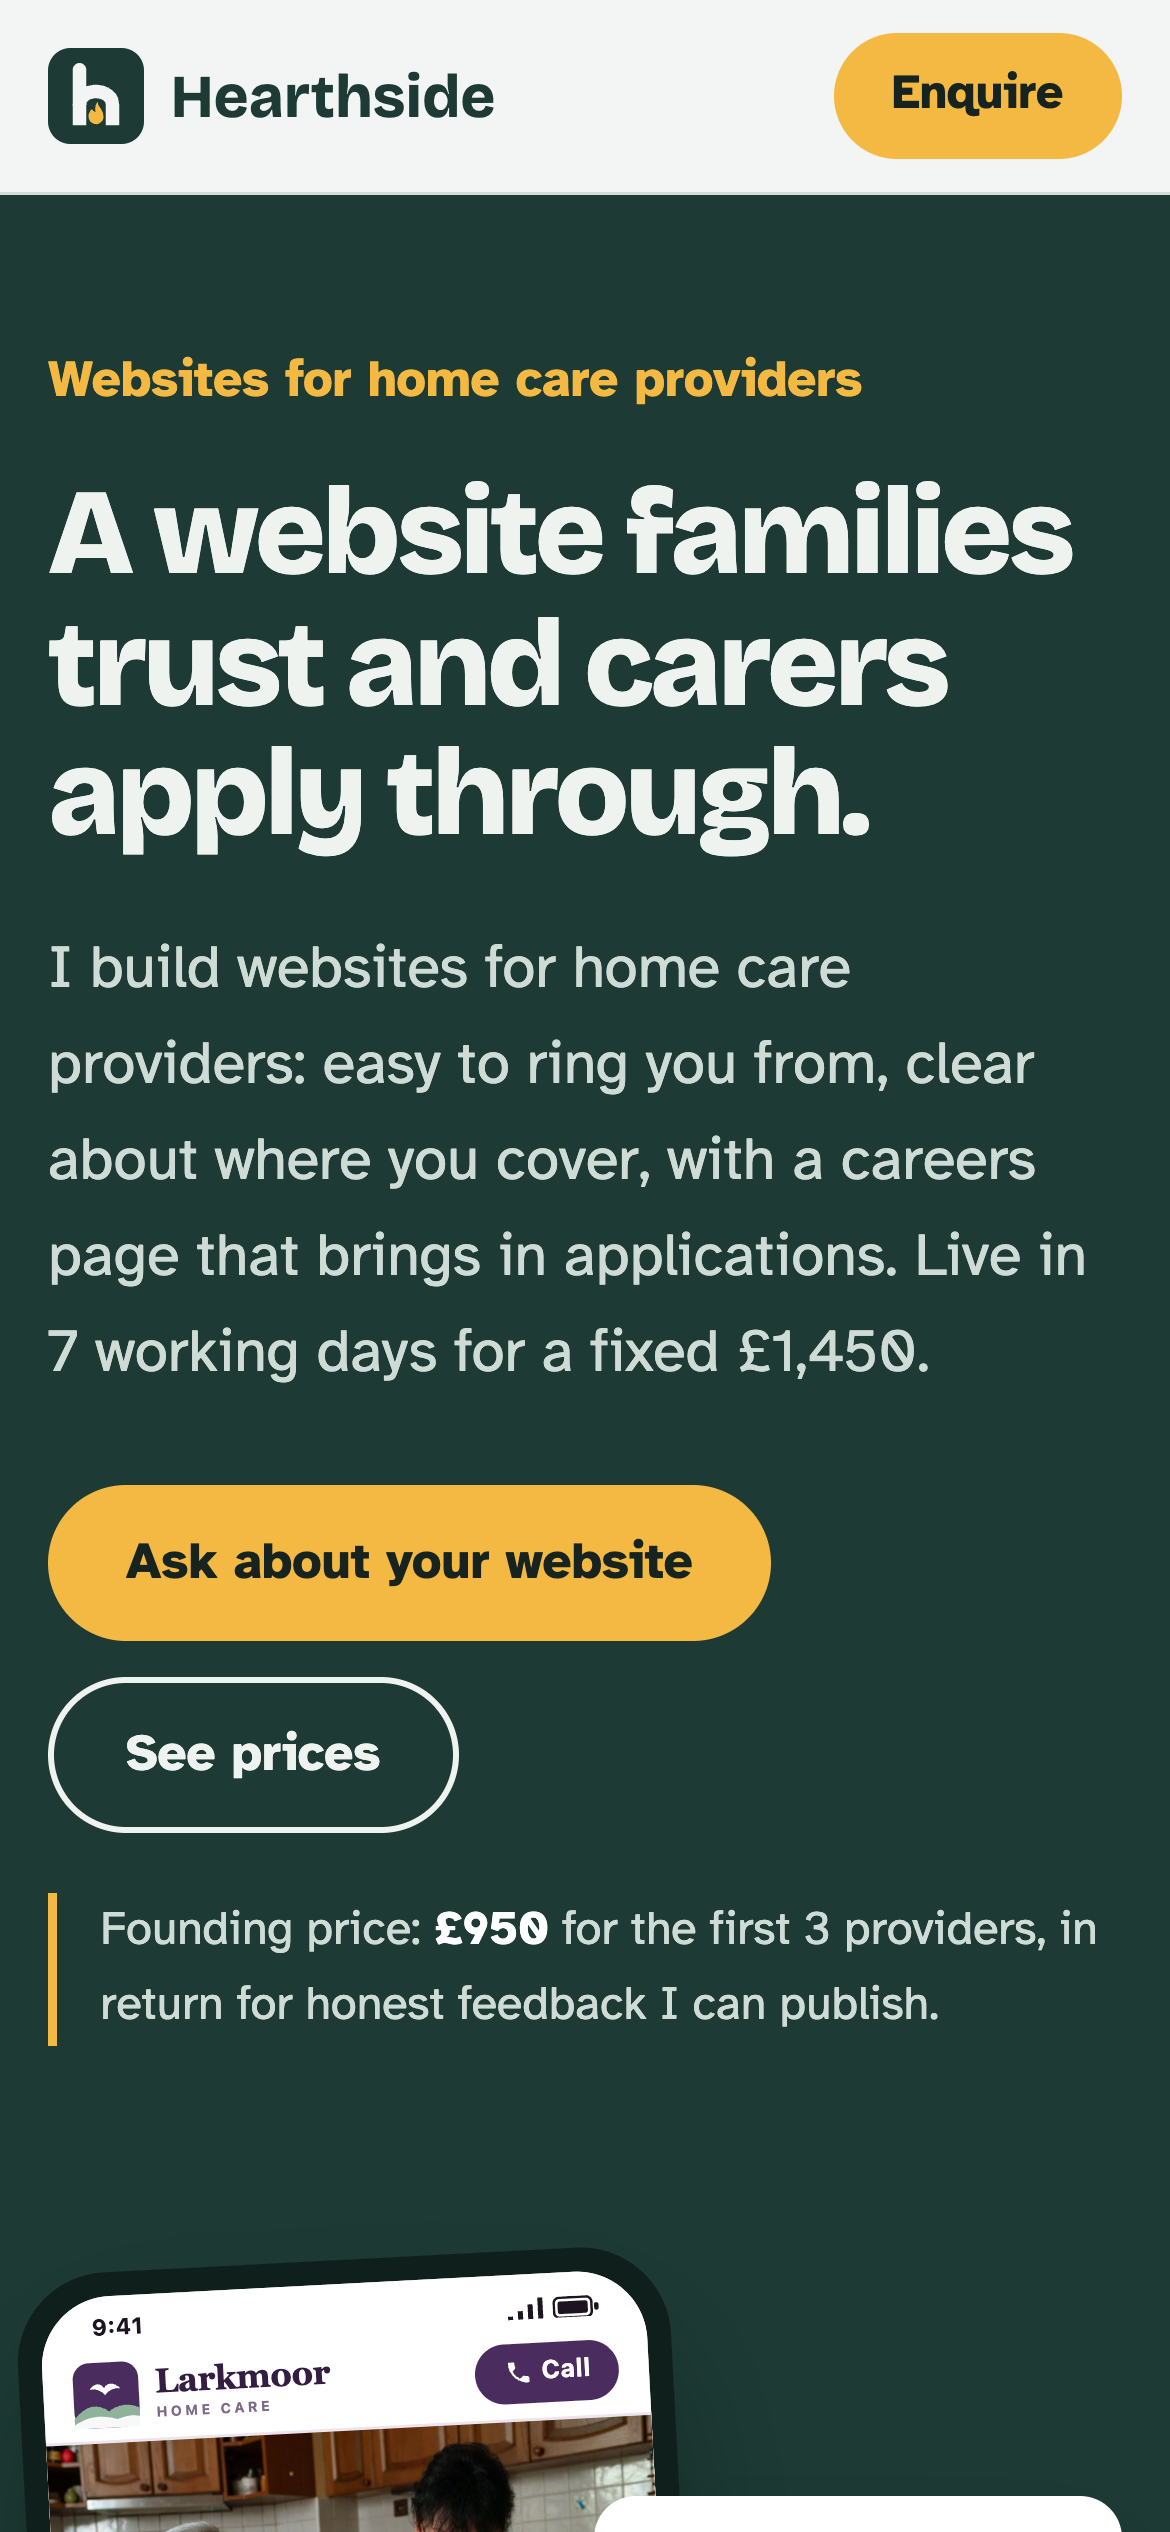 Hearthside
Enquire
Websites for home care providers
A website families
trust and carers
apply through.
I build websites for home care
providers: easy to ring you from, clear
about where you cover, with a careers
page that brings in applications. Live in
7 working days for a fixed £1,450.
Ask about your website
See prices
Founding price: £950 for the first 3 providers, in
return for honest feedback I can publish.
9:41
Larkmoor
HOME CARE
Call